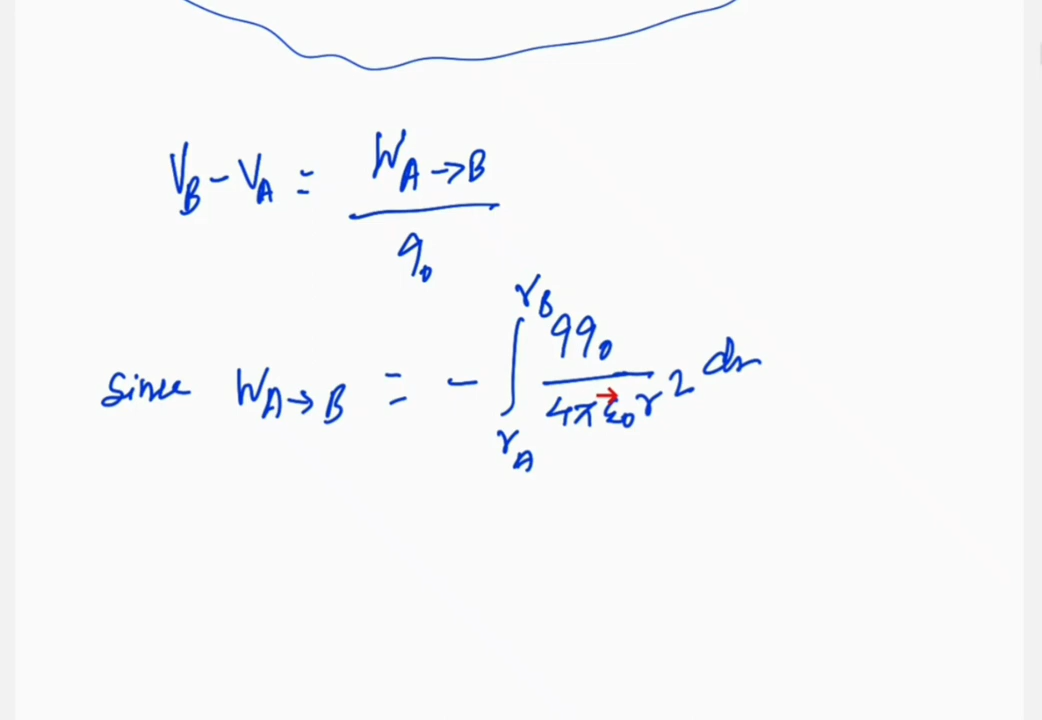 V_B - V_A = W_{A→B} / q_0
Since W_{A→B} = - ∫_{r_A}^{r_B} qq_0 / 4πε_0r^2 dr